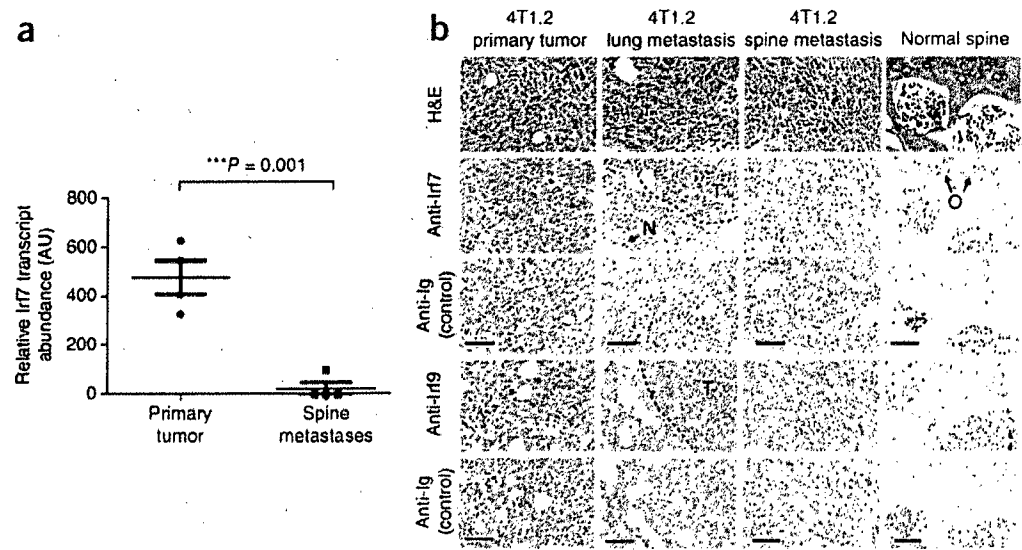 a
***P = 0.001
Relative Irf7 transcript
abundance (AU)
800
600
400
200
0
Primary
tumor
Spine
metastases
b
4T1.2
primary tumor
4T1.2
lung metastasis
4T1.2
spine metastasis
Normal spine
H&E
Anti-Irf7
T
N
O
Anti-Ig
(control)
Anti-Irf9
T
Anti-Ig
(control)